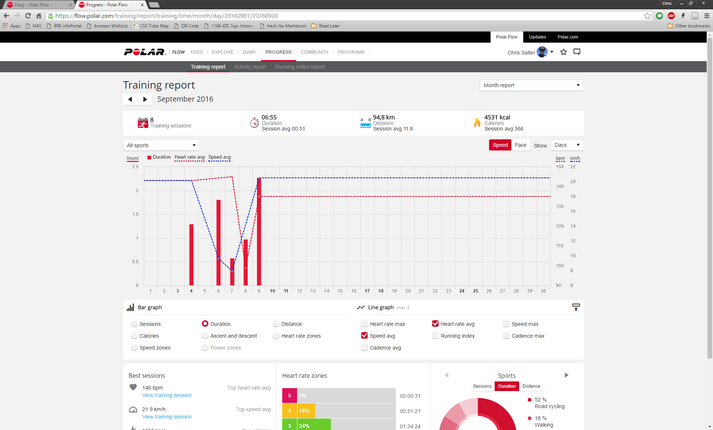 Diary - Polar Flow
Progress - Polar Flow
Chris
https://flow.polar.com/training/report/training/time/month/day/20160901/20160930
Apps
NAS
BRE infoPortal
Amazon Wishlist
CSS Tube Map
QR Code
Heck Yes Markdown
Read Later
Other bookmarks
Polar Flow
Updates
Polar.com
POLAR
FLOW
FEED
EXPLORE
DIARY
PROGRESS
COMMUNITY
PROGRAMS
Chris Salter
Training report
Activity report
Running Index report
Training report
Month report
September 2016
8
Training sessions
06:55
Duration
Session avg 00:51
94,8 km
Distance
Session avg 11.8
4531 kcal
Calories
Session avg 566
All sports
Speed
Pace
Show
Days
hours
Duration
Heart rate avg
Speed avg
bpm
km/h
2.5
2
1.5
1
0.5
0
150
140
130
120
110
100
90
22
20
18
16
14
12
10
8
6
1 2 3 4 5 6 7 8 9 10 11 12 13 14 15 16 17 18 19 20 21 22 23 24 25 26 27 28 29 30
Bar graph
Sessions
Duration
Distance
Calories
Ascent and descent
Heart rate zones
Speed zones
Power zones
Line graph max 3
Heart rate max
Heart rate avg
Speed max
Speed avg
Running index
Cadence max
Cadence avg
Best sessions
146 bpm
Top heart rate avg
View training session
21.9 km/h
Top speed avg
View training session
Heart rate zones
5
0%
00:00:31
4
16%
00:51:21
3
34%
01:34:24
Sports
Sessions
Duration
Distance
52 %
Road cycling
18 %
Walking